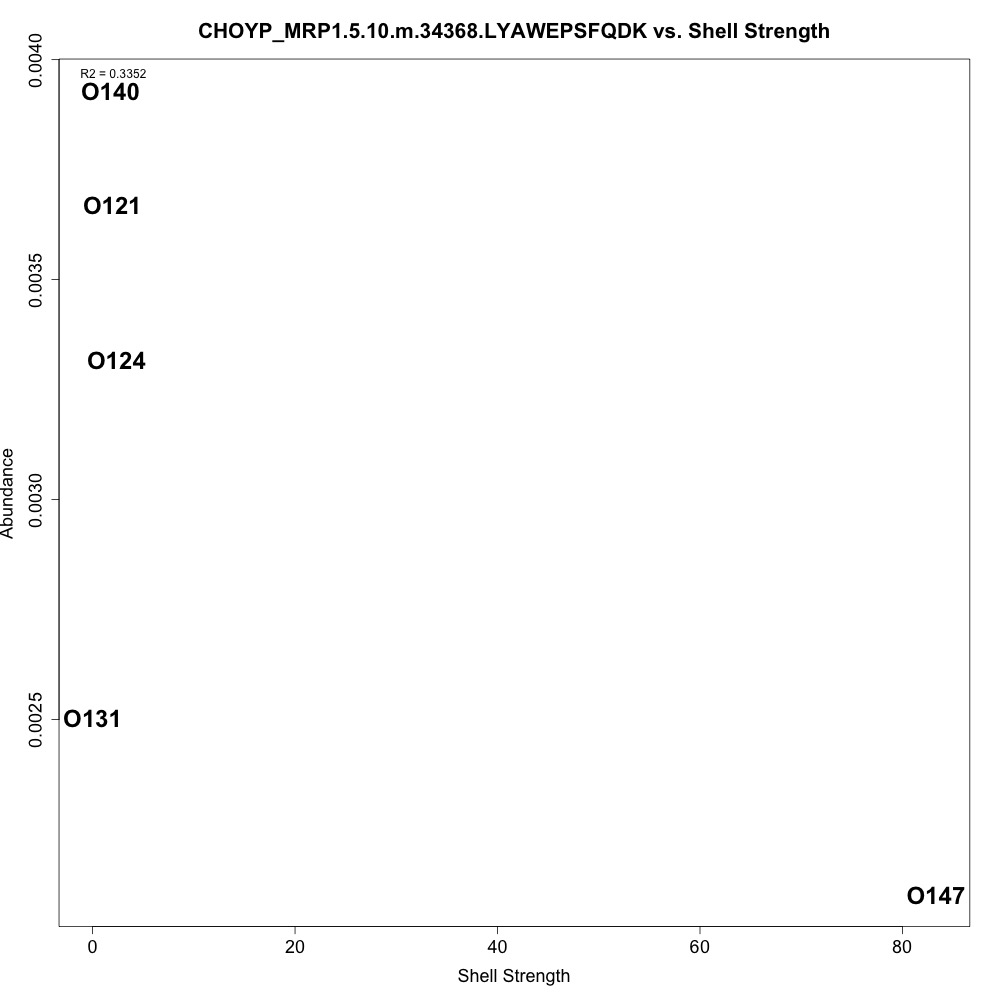 CHOYP_MRP1.5.10.m.34368.LYAWEPSFQDK vs. Shell Strength
R2 = 0.3352
O140
O121
O124
O131
O147
0.0040
0.0035
0.0030
0.0025
Abundance
0 20 40 60 80
Shell Strength